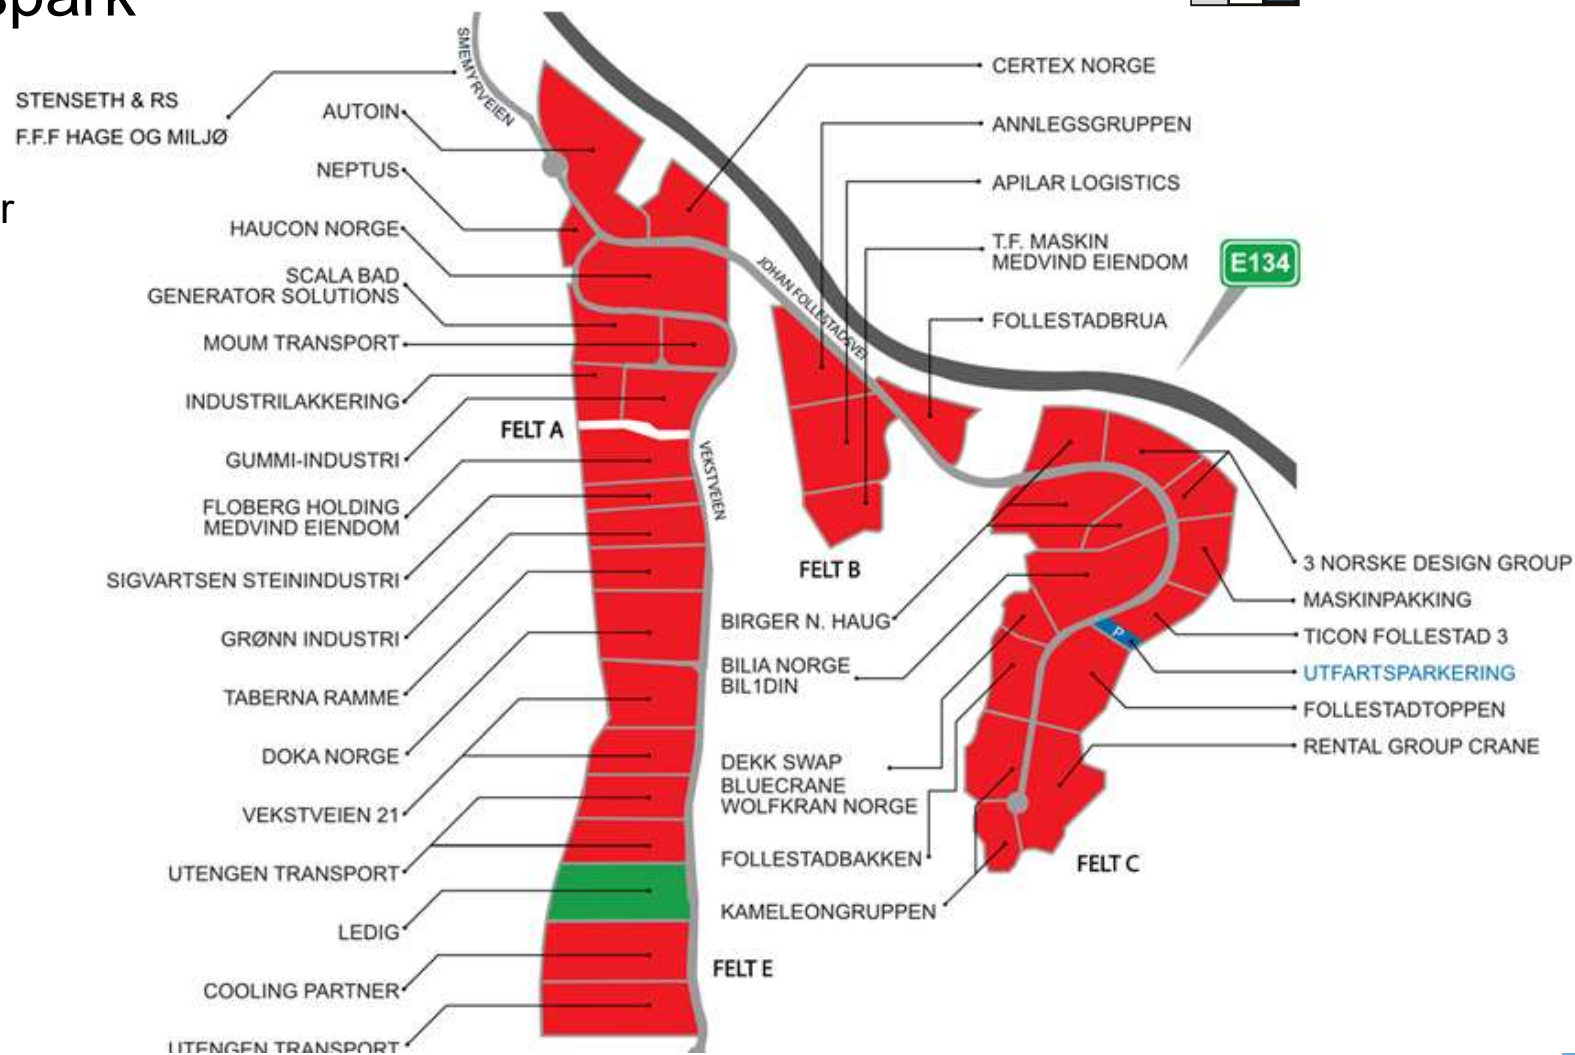 spark
r
SMEMYRVEIEN
STENSETH & RS
F.F.F HAGE OG MILJØ
AUTOIN
NEPTUS
HAUCON NORGE
SCALA BAD
GENERATOR SOLUTIONS
MOUM TRANSPORT
INDUSTRILAKKERING
FELT A
GUMMI-INDUSTRI
FLOBERG HOLDING
MEDVIND EIENDOM
SIGVARTSEN STEININDUSTRI
GRØNN INDUSTRI
TABERNA RAMME
DOKA NORGE
VEKSTVEIEN 21
UTENGEN TRANSPORT
LEDIG
COOLING PARTNER
UTENGEN TRANSPORT
VEKSTVEIEN
FELT E
CERTEX NORGE
ANNLEGSGRUPPEN
APILAR LOGISTICS
T.F. MASKIN
MEDVIND EIENDOM
FOLLESTADBRUA
E134
JOHAN FOLLESTADSVEI
FELT B
BIRGER N. HAUG
BILIA NORGE
BIL1DIN
DEKK SWAP
BLUECRANE
WOLFKRAN NORGE
FOLLESTADBAKKEN
KAMELEONGRUPPEN
P
3 NORSKE DESIGN GROUP
MASKINPAKKING
TICON FOLLESTAD 3
UTFARTSPARKERING
FOLLESTADTOPPEN
RENTAL GROUP CRANE
FELT C